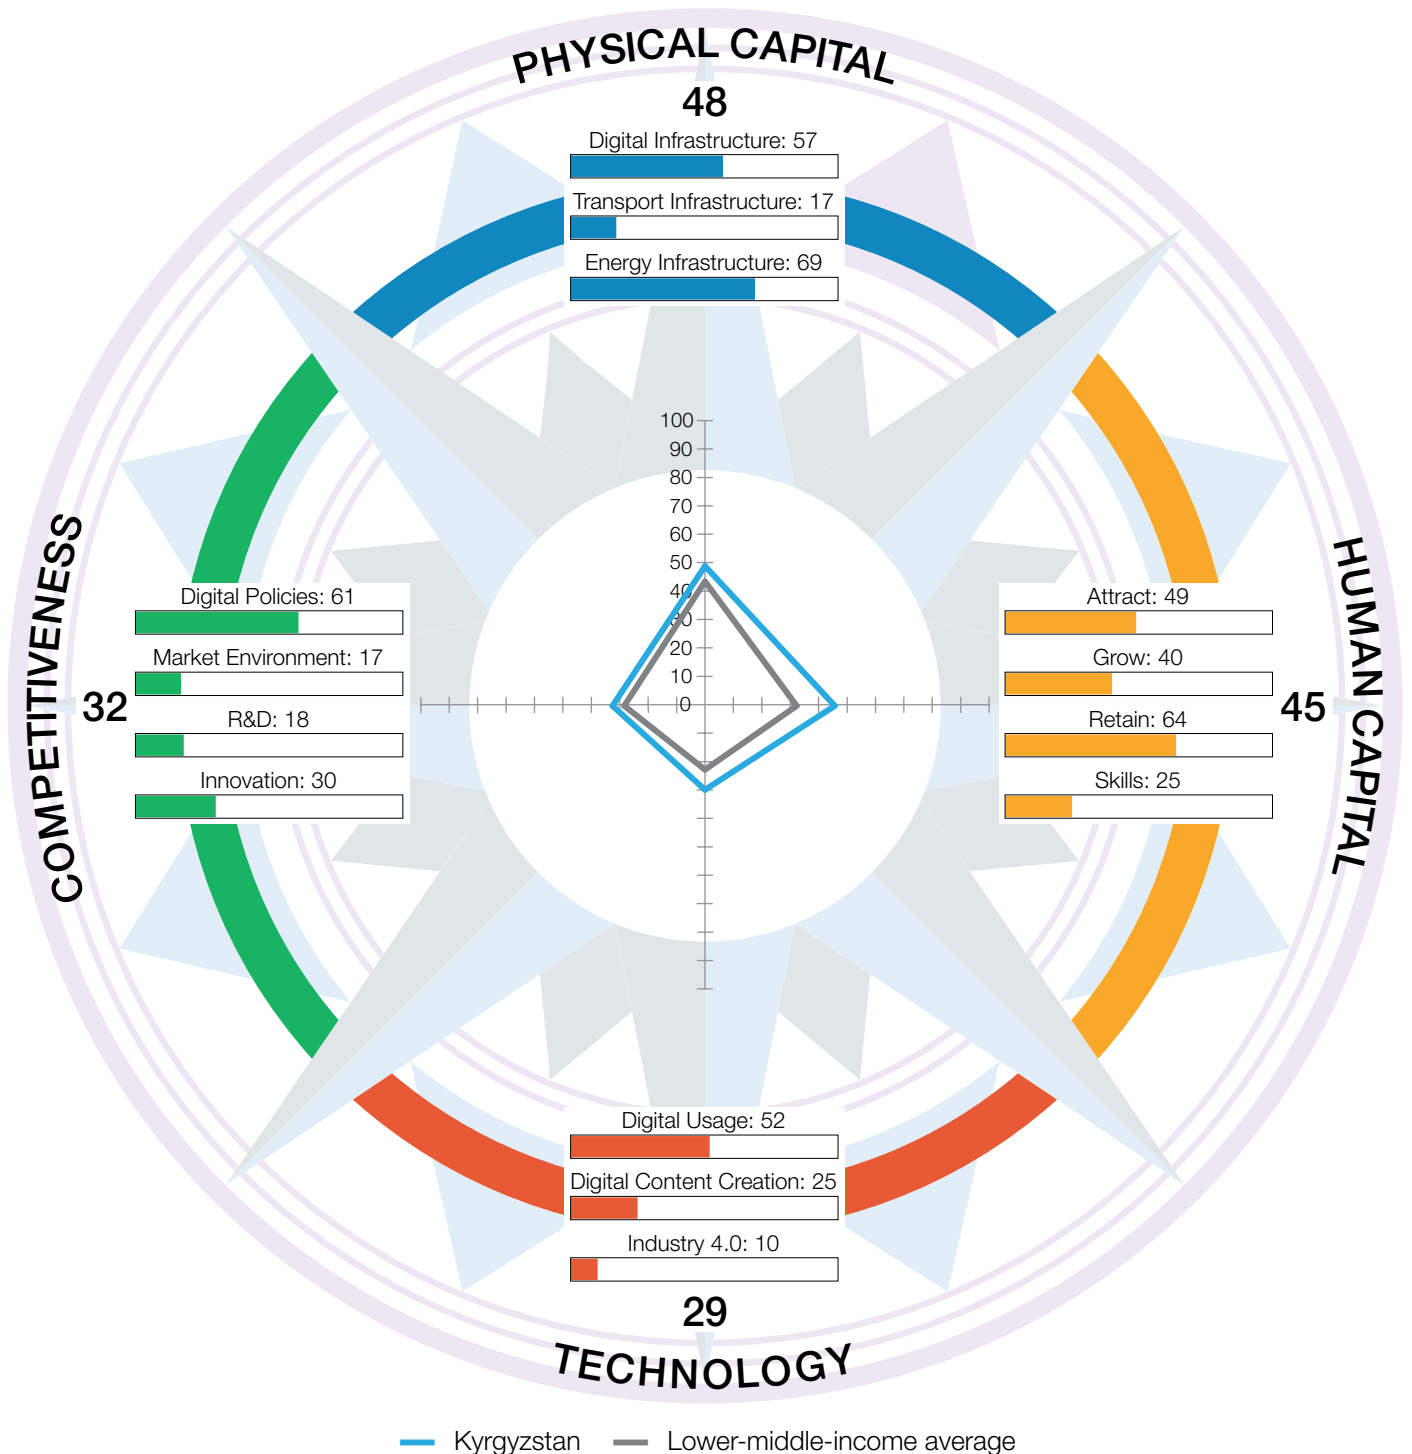 PHYSICAL CAPITAL
48
Digital Infrastructure: 57
Transport Infrastructure: 17
Energy Infrastructure: 69
100
90
80
70
60
50
40
30
20
10
0
COMPETITIVENESS
32
Digital Policies: 61
Market Environment: 17
R&D: 18
Innovation: 30
HUMAN CAPITAL
45
Attract: 49
Grow: 40
Retain: 64
Skills: 25
Digital Usage: 52
Digital Content Creation: 25
Industry 4.0: 10
29
TECHNOLOGY
Kyrgyzstan
Lower-middle-income average